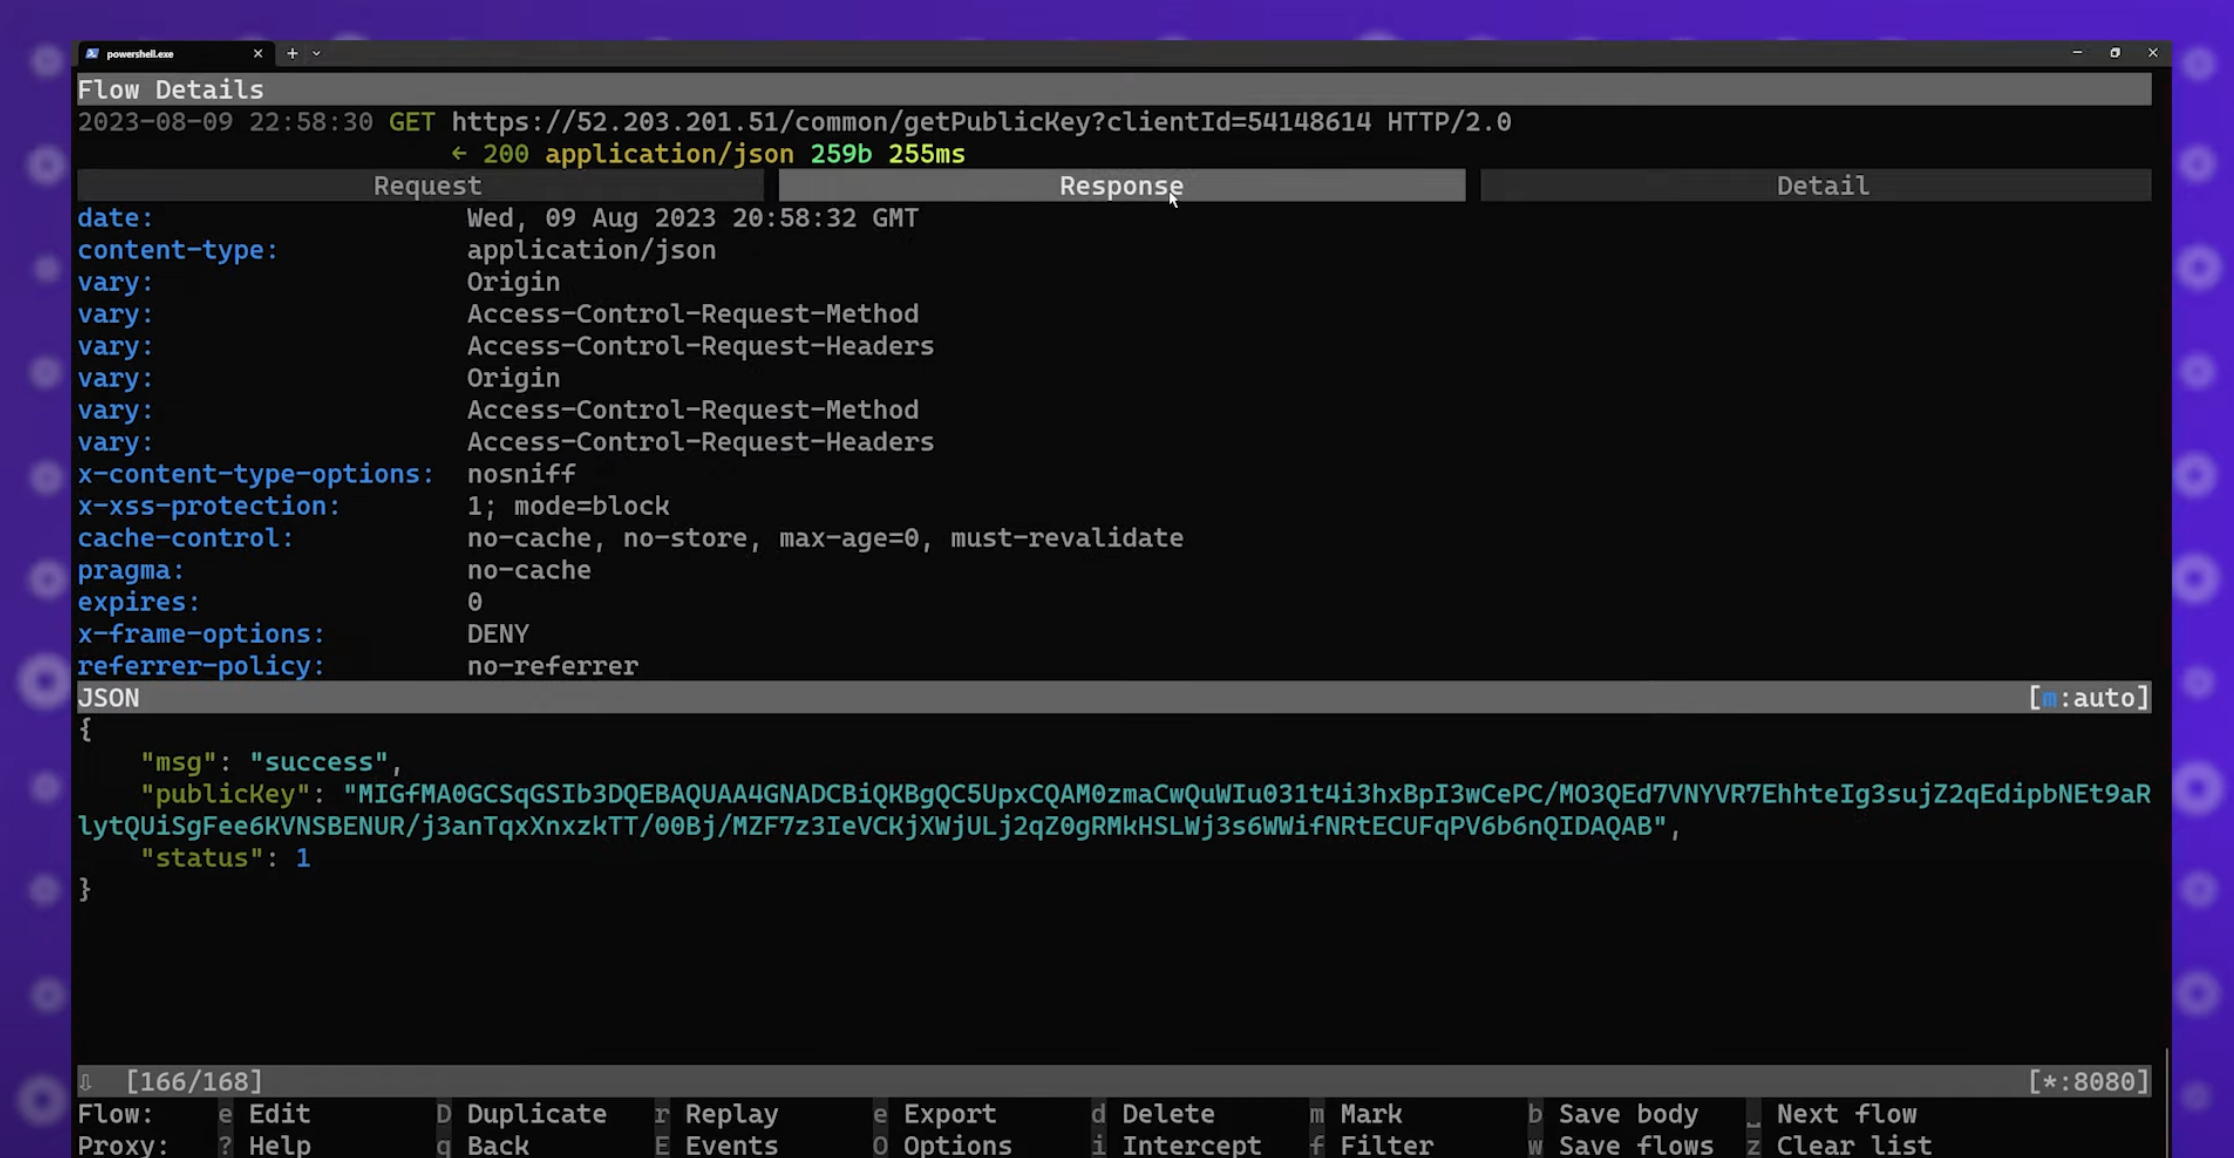 powershell.exe
Flow Details
2023-08-09 22:58:30 GET https://52.203.201.51/common/getPublicKey?clientId=54148614 HTTP/2.0
← 200 application/json 259b 255ms
Request Response Detail
date: Wed, 09 Aug 2023 20:58:32 GMT
content-type: application/json
vary: Origin
vary: Access-Control-Request-Method
vary: Access-Control-Request-Headers
vary: Origin
vary: Access-Control-Request-Method
vary: Access-Control-Request-Headers
x-content-type-options: nosniff
x-xss-protection: 1; mode=block
cache-control: no-cache, no-store, max-age=0, must-revalidate
pragma: no-cache
expires: 0
x-frame-options: DENY
referrer-policy: no-referrer
JSON [m:auto]
{
"msg": "success",
"publicKey": "MIGfMA0GCSqGSIb3DQEBAQUAA4GNADCBiQKBgQC5UpxCQAM0zmaCwQuWIu031t4i3hxBpI3wCePC/MO3QEd7VNYVR7EhhteIg3sujZ2qEdipbNEt9aR
lytQUiSgFee6KVNSBENUR/j3anTqxXnxzkTT/00Bj/MZF7z3IeVCKjXWjULj2qZ0gRMkHSLWj3s6WWifNRtECUFqPV6b6nQIDAQAB",
"status": 1
}
⇩ [166/168] [*:8080]
Flow: e Edit D Duplicate r Replay e Export d Delete m Mark b Save body ␣ Next flow
Proxy: ? Help q Back E Events O Options i Intercept f Filter w Save flows z Clear list